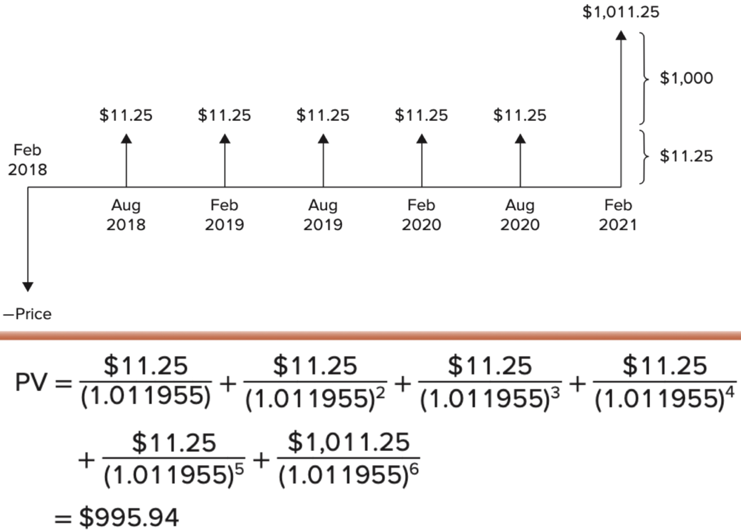 $1,011.25
$1,000
$11.25 $11.25 $11.25 $11.25 $11.25
Feb
2018
$11.25
Aug Feb Aug Feb Aug Feb
2018 2019 2019 2020 2020 2021
–Price
PV = $11.25/(1.011955) + $11.25/(1.011955)² + $11.25/(1.011955)³ + $11.25/(1.011955)⁴
+ $11.25/(1.011955)⁵ + $1,011.25/(1.011955)⁶
= $995.94